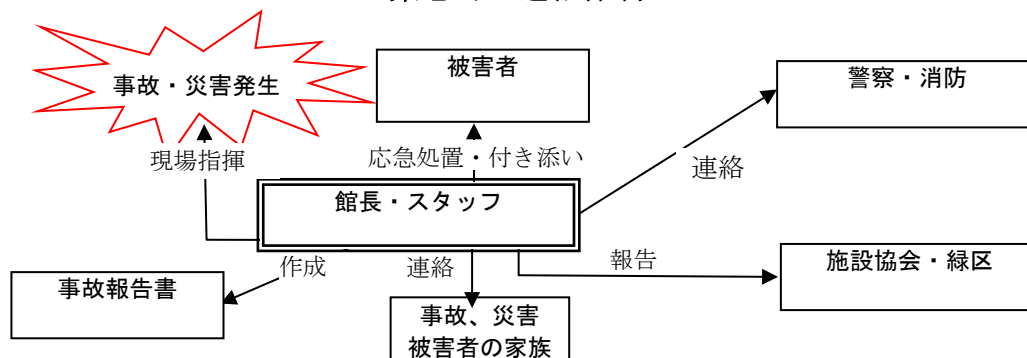 事故・災害発生
被害者
警察・消防
現場指揮
応急処置・付き添い
連絡
館長・スタッフ
作成
連絡
報告
施設協会・緑区
事故報告書
事故、災害
被害者の家族